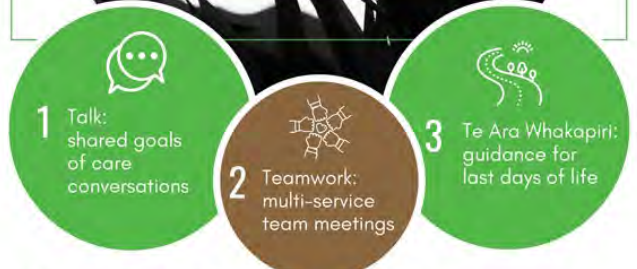 1
Talk:
shared goals
of care
conversations
2
Teamwork:
multi-service
team meetings
3
Te Ara Whakapiri:
guidance for
last days of life